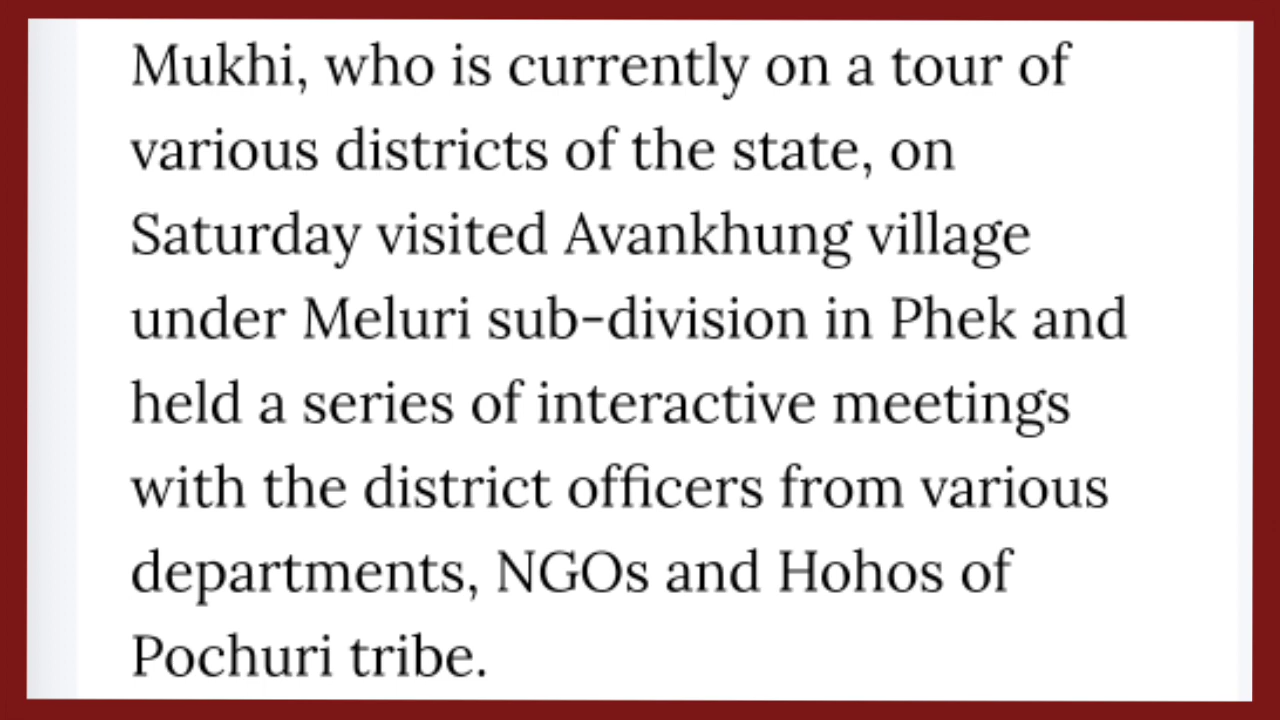 Mukhi, who is currently on a tour of
various districts of the state, on
Saturday visited Avankhung village
under Meluri sub-division in Phek and
held a series of interactive meetings
with the district officers from various
departments, NGOs and Hohos of
Pochuri tribe.